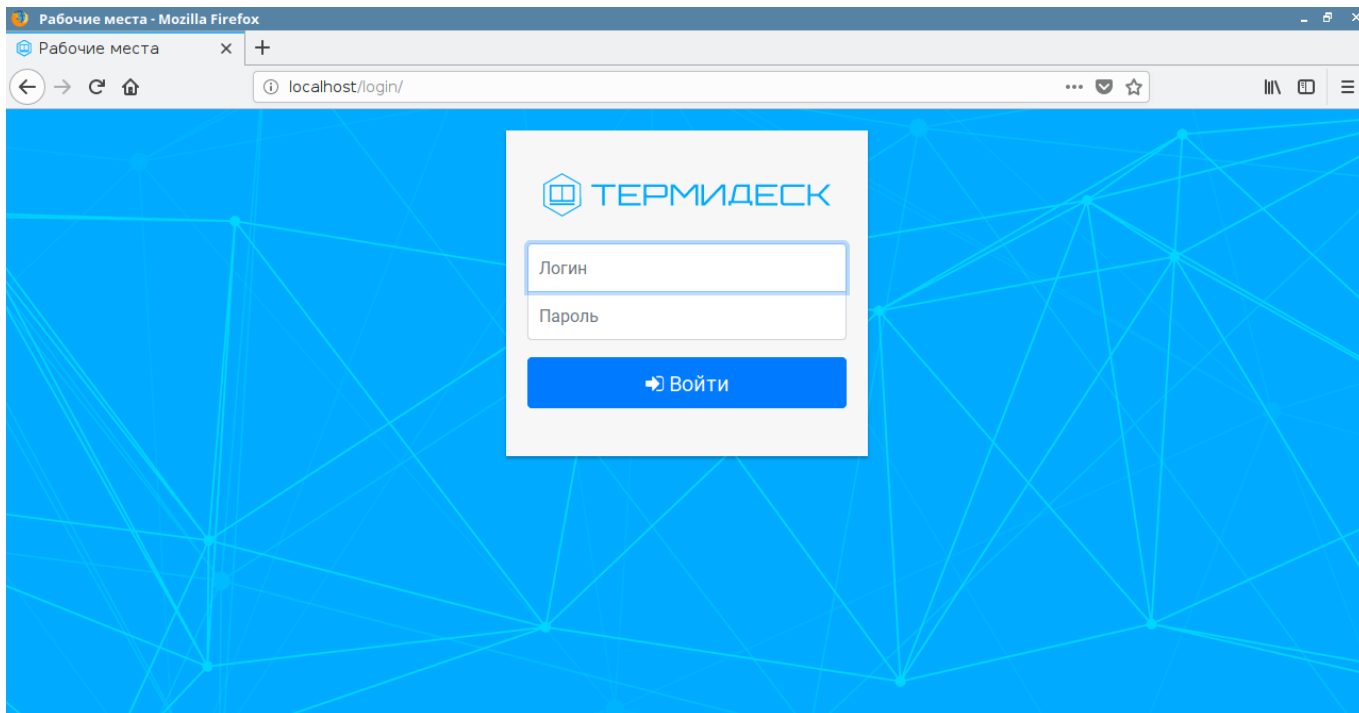 Рабочие места - Mozilla Firefox
Рабочие места
localhost/login/
ТЕРМИДЕСК
Логин
Пароль
Войти